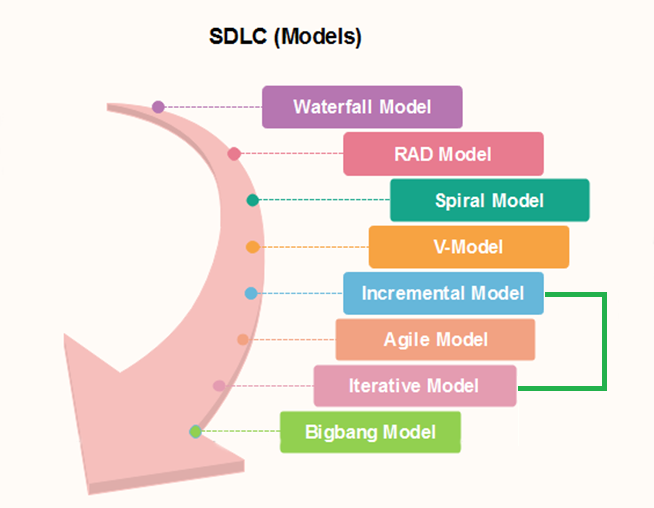 SDLC (Models)
Waterfall Model
RAD Model
Spiral Model
V-Model
Incremental Model
Agile Model
Iterative Model
Bigbang Model